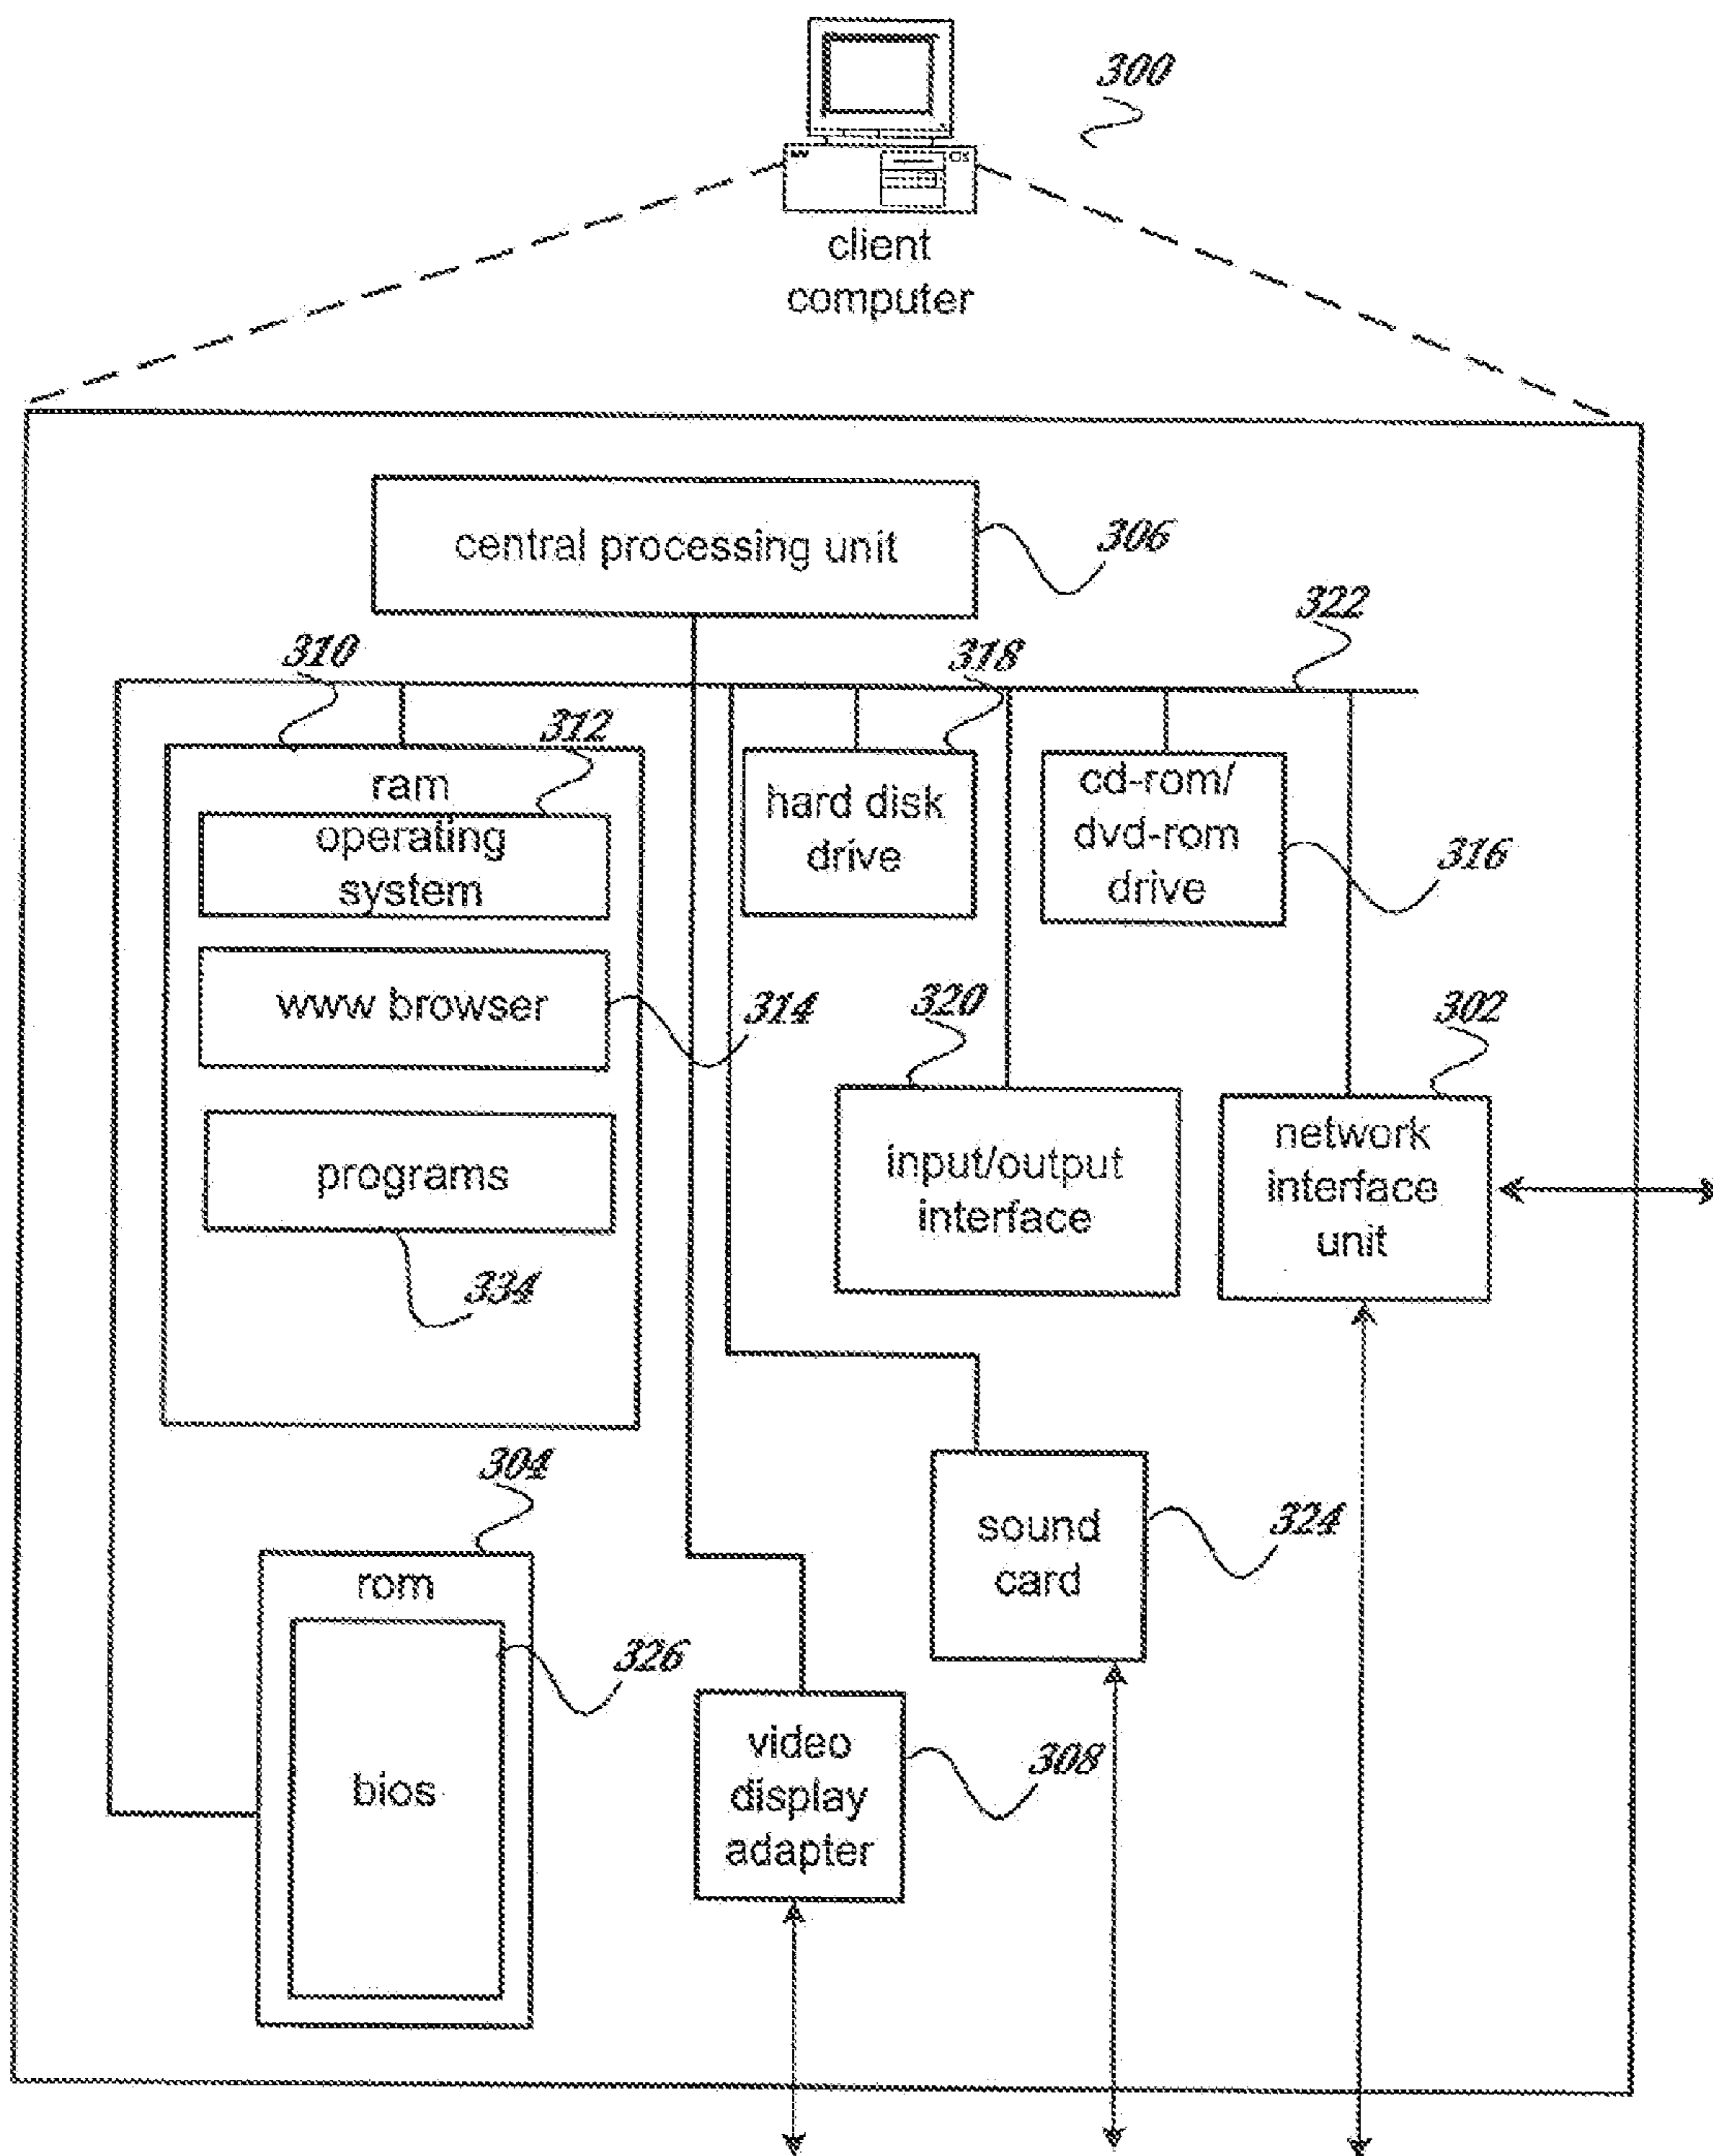 300
client
computer
central processing unit
306
322
310
318
312
ram
operating
system
hard disk
drive
cd-rom/
dvd-rom
drive
316
www browser
314
320
302
programs
334
input/output
interface
network
interface
unit
304
rom
sound
card
324
326
bios
video
display
adapter
308